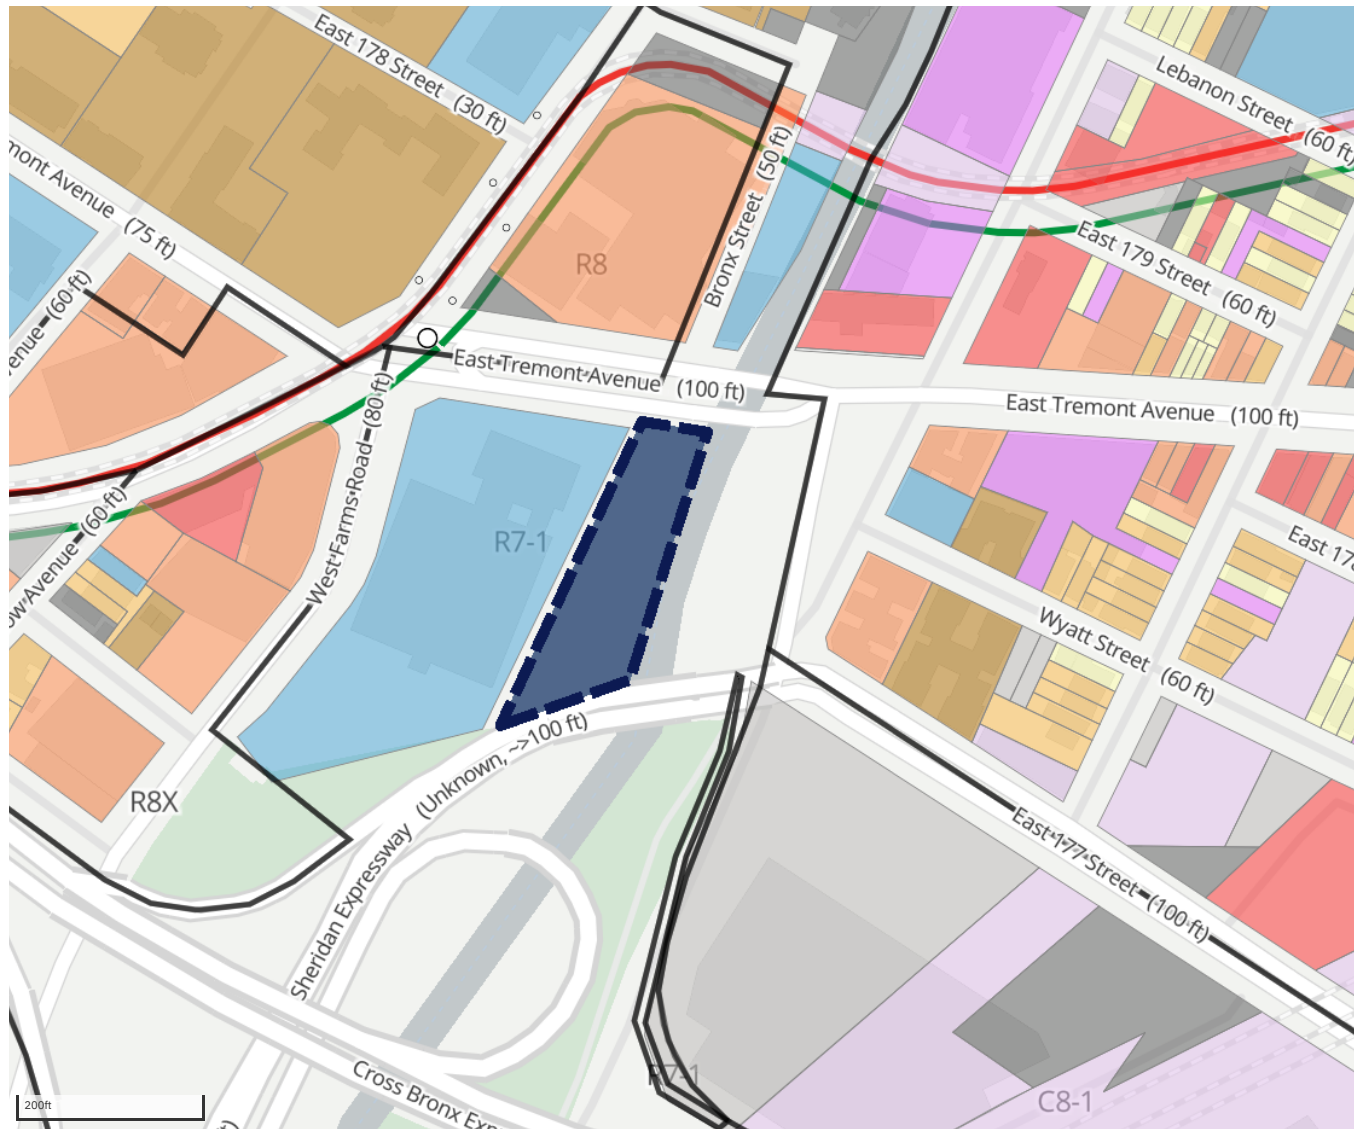 East 178 Street (30 ft)
Lebanon Street (60 ft)
mont Avenue (75 ft)
Bronx Street (50 ft)
R8
East 179 Street (60 ft)
enue (60 ft)
East Tremont Avenue (100 ft)
East Tremont Avenue (100 ft)
West Farms Road (80 ft)
R7-1
East 178
ow Avenue (60 ft)
Wyatt Street (60 ft)
R8X
Sheridan Expressway (Unknown, ~>100 ft)
East 177 Street (100 ft)
Cross Bronx Exp
R7-1
C8-1
200ft